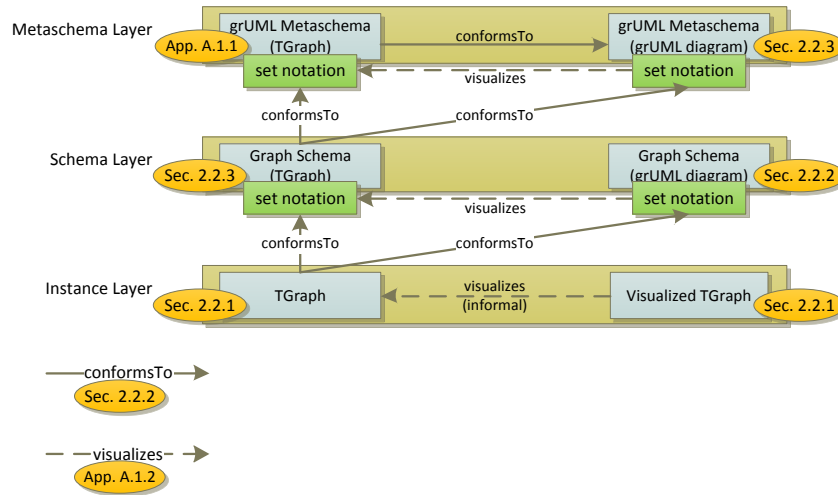 Metaschema Layer
App. A.1.1
grUML Metaschema
(TGraph)
set notation
conformsTo
visualizes
grUML Metaschema
(grUML diagram)
set notation
Sec. 2.2.3
conformsTo
conformsTo
Schema Layer
Sec. 2.2.3
Graph Schema
(TGraph)
set notation
visualizes
Graph Schema
(grUML diagram)
set notation
Sec. 2.2.2
conformsTo
conformsTo
Instance Layer
Sec. 2.2.1
TGraph
visualizes
(informal)
Visualized TGraph
Sec. 2.2.1
conformsTo
Sec. 2.2.2
visualizes
App. A.1.2